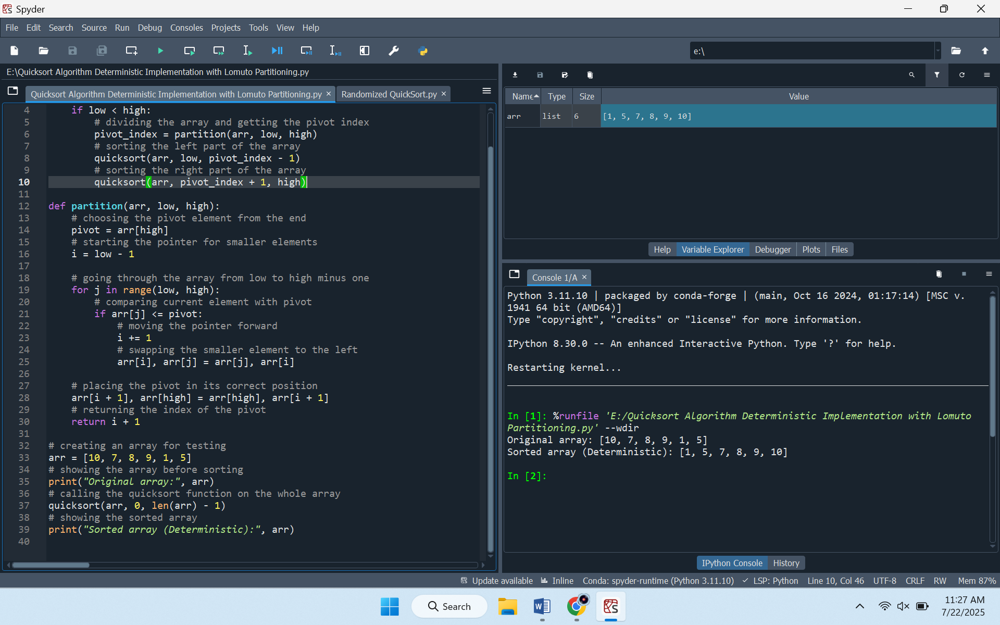 Spyder
File Edit Search Source Run Debug Consoles Projects Tools View Help
e:\
E:\Quicksort Algorithm Deterministic Implementation with Lomuto Partitioning.py
Quicksort Algorithm Deterministic Implementation with Lomuto Partitioning.py × Randomized QuickSort.py ×
4     if low < high:
5         # dividing the array and getting the pivot index
6         pivot_index = partition(arr, low, high)
7         # sorting the left part of the array
8         quicksort(arr, low, pivot_index - 1)
9         # sorting the right part of the array
10         quicksort(arr, pivot_index + 1, high)
11
12 def partition(arr, low, high):
13     # choosing the pivot element from the end
14     pivot = arr[high]
15     # starting the pointer for smaller elements
16     i = low - 1
17
18     # going through the array from low to high minus one
19     for j in range(low, high):
20         # comparing current element with pivot
21         if arr[j] <= pivot:
22             # moving the pointer forward
23             i += 1
24             # swapping the smaller element to the left
25             arr[i], arr[j] = arr[j], arr[i]
26
27     # placing the pivot in its correct position
28     arr[i + 1], arr[high] = arr[high], arr[i + 1]
29     # returning the index of the pivot
30     return i + 1
31
32 # creating an array for testing
33 arr = [10, 7, 8, 9, 1, 5]
34 # showing the array before sorting
35 print("Original array:", arr)
36 # calling the quicksort function on the whole array
37 quicksort(arr, 0, len(arr) - 1)
38 # showing the sorted array
39 print("Sorted array (Deterministic):", arr)
40
Name Type Size Value
arr list 6 [1, 5, 7, 8, 9, 10]
Help Variable Explorer Debugger Plots Files
Console 1/A ×
Python 3.11.10 | packaged by conda-forge | (main, Oct 16 2024, 01:17:14) [MSC v.
1941 64 bit (AMD64)]
Type "copyright", "credits" or "license" for more information.
IPython 8.30.0 -- An enhanced Interactive Python. Type '?' for help.
Restarting kernel...
In [1]: %runfile 'E:/Quicksort Algorithm Deterministic Implementation with Lomuto
Partitioning.py' --wdir
Original array: [10, 7, 8, 9, 1, 5]
Sorted array (Deterministic): [1, 5, 7, 8, 9, 10]
In [2]:
IPython Console History
Update available Inline Conda: spyder-runtime (Python 3.11.10) ✓ LSP: Python Line 10, Col 46 UTF-8 CRLF RW Mem 87%
Search
11:27 AM
7/22/2025